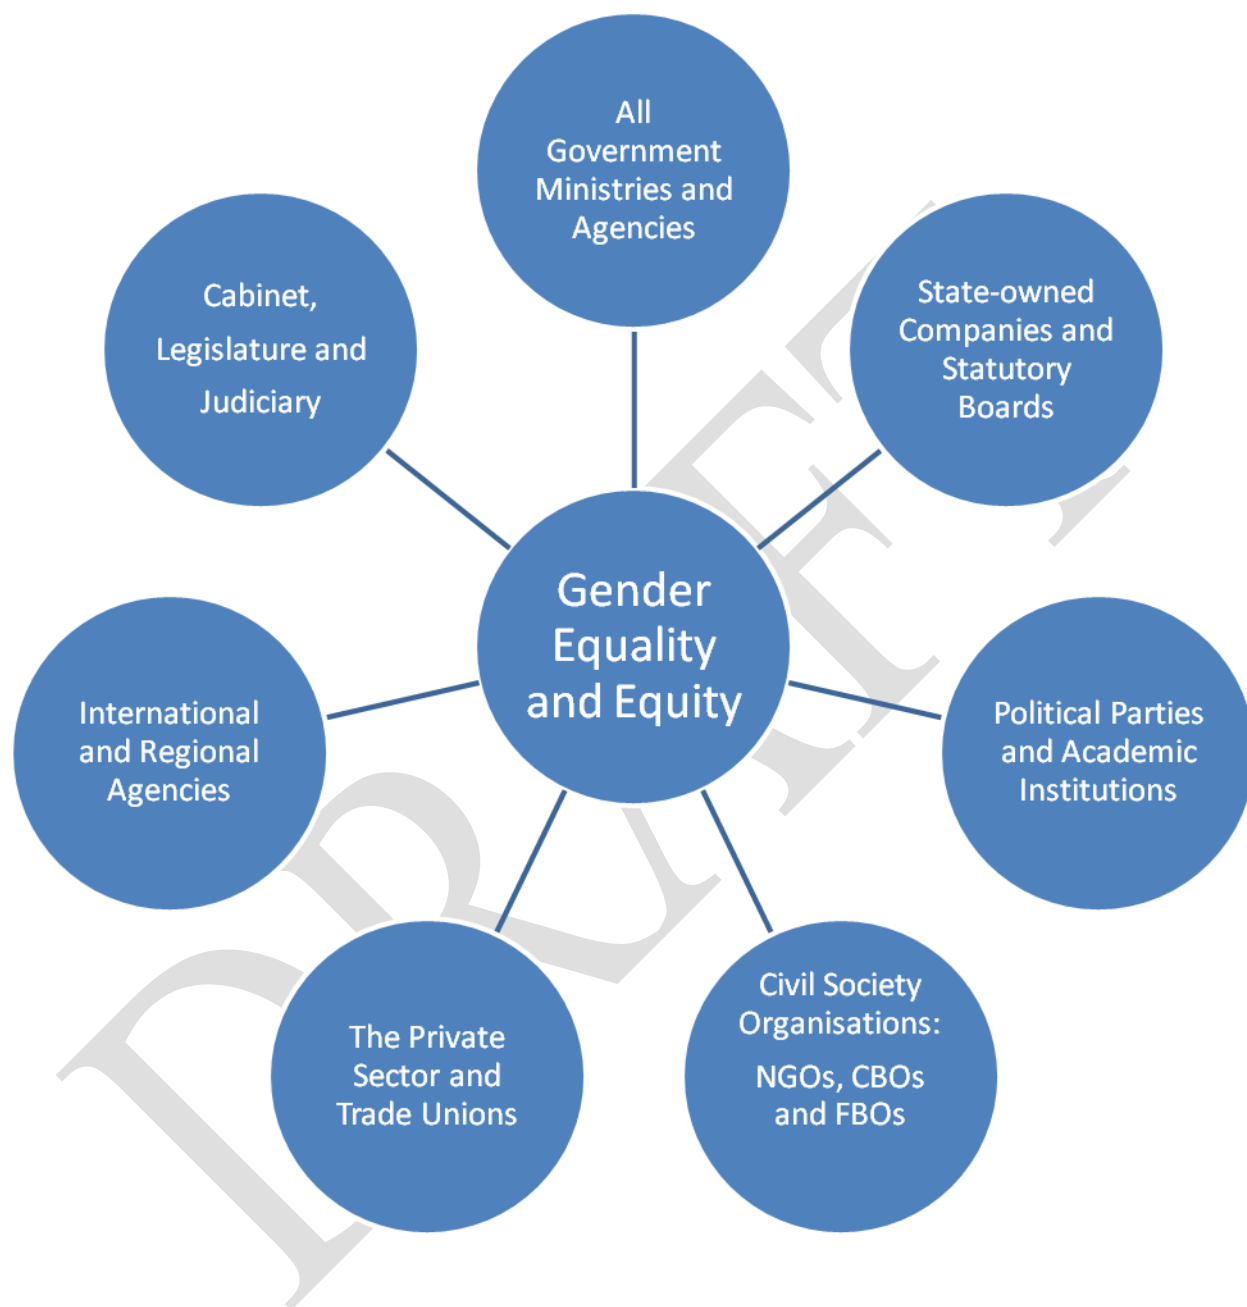 All
Government
Ministries and
Agencies
State-owned
Companies and
Statutory
Boards
Political Parties
and Academic
Institutions
Civil Society
Organisations:
NGOs, CBOs
and FBOs
The Private
Sector and
Trade Unions
International
and Regional
Agencies
Cabinet,
Legislature and
Judiciary
Gender
Equality
and Equity
DRAFT